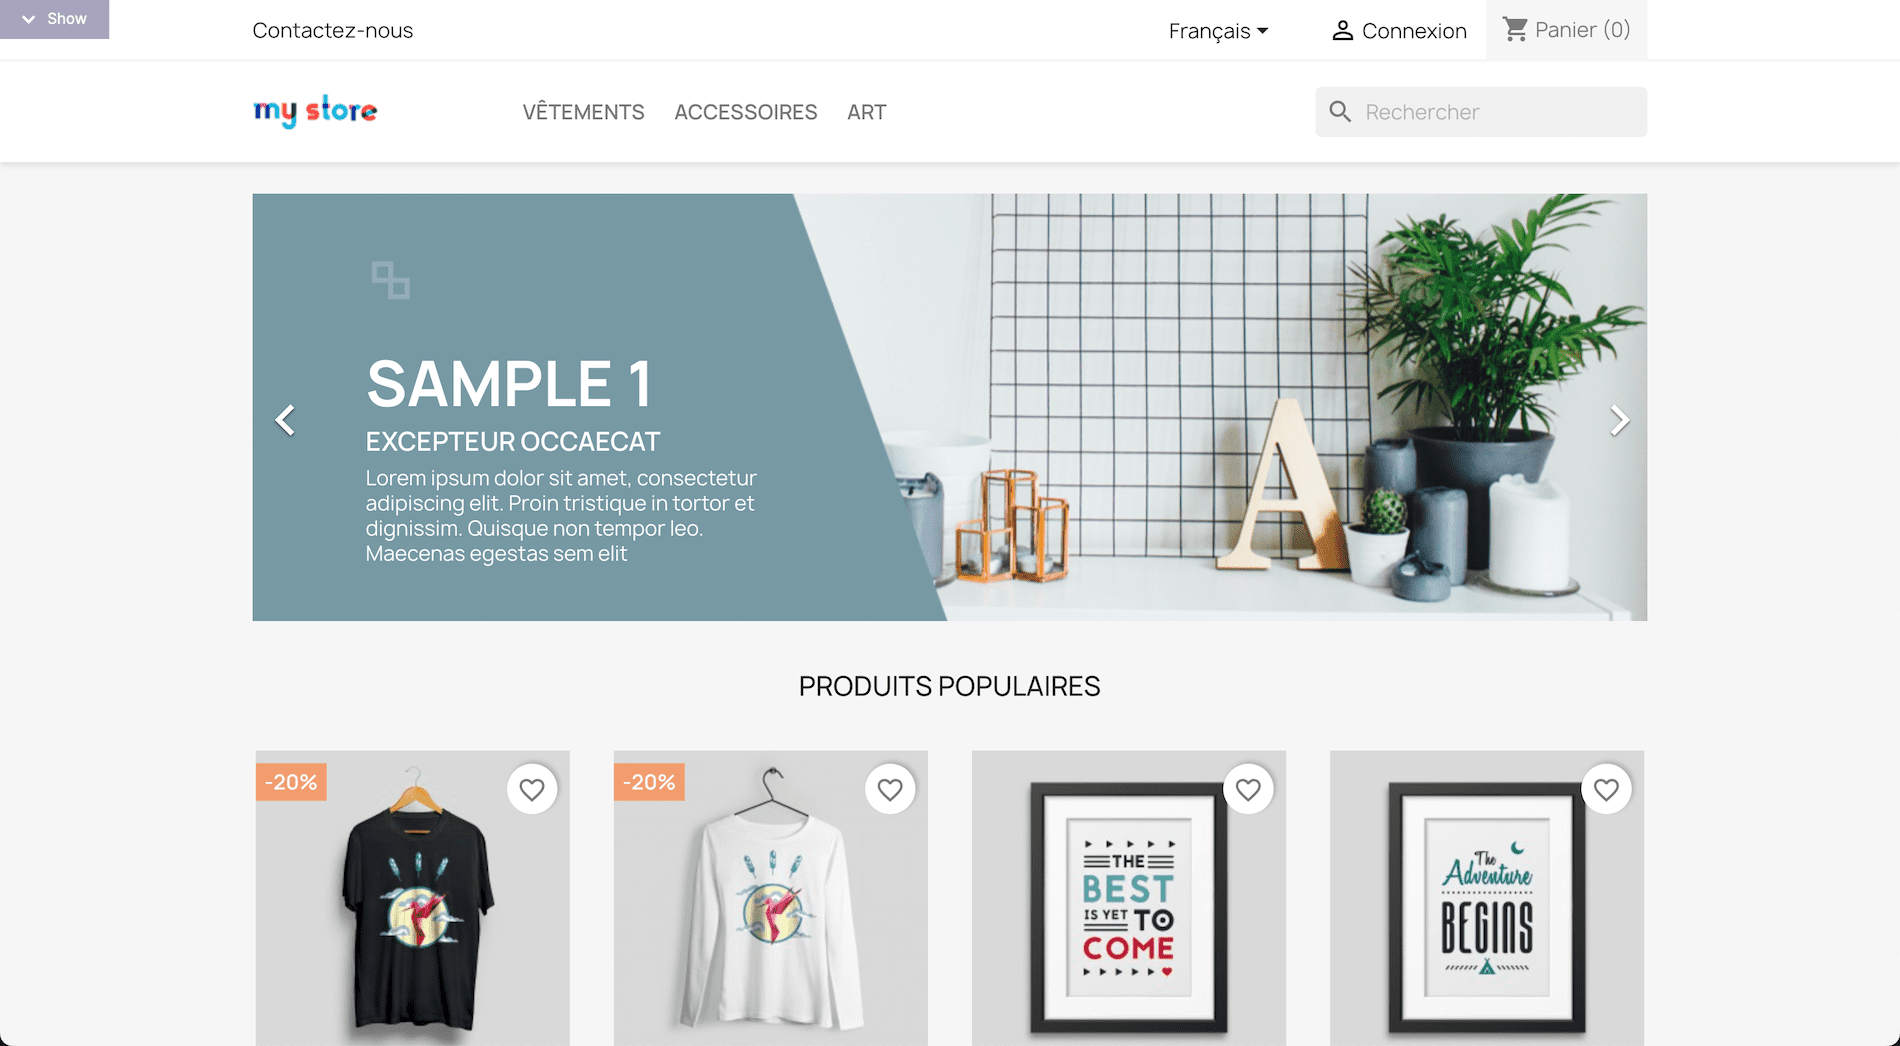 Show
Contactez-nous
Français
Connexion
Panier (0)
my store
VÊTEMENTS
ACCESSOIRES
ART
Rechercher
SAMPLE 1
EXCEPTEUR OCCAECAT
Lorem ipsum dolor sit amet, consectetur
adipiscing elit. Proin tristique in tortor et
dignissim. Quisque non tempor leo.
Maecenas egestas sem elit
A
PRODUITS POPULAIRES
-20%
-20%
THE
BEST
IS YET TO
COME
The
Adventure
BEGINS